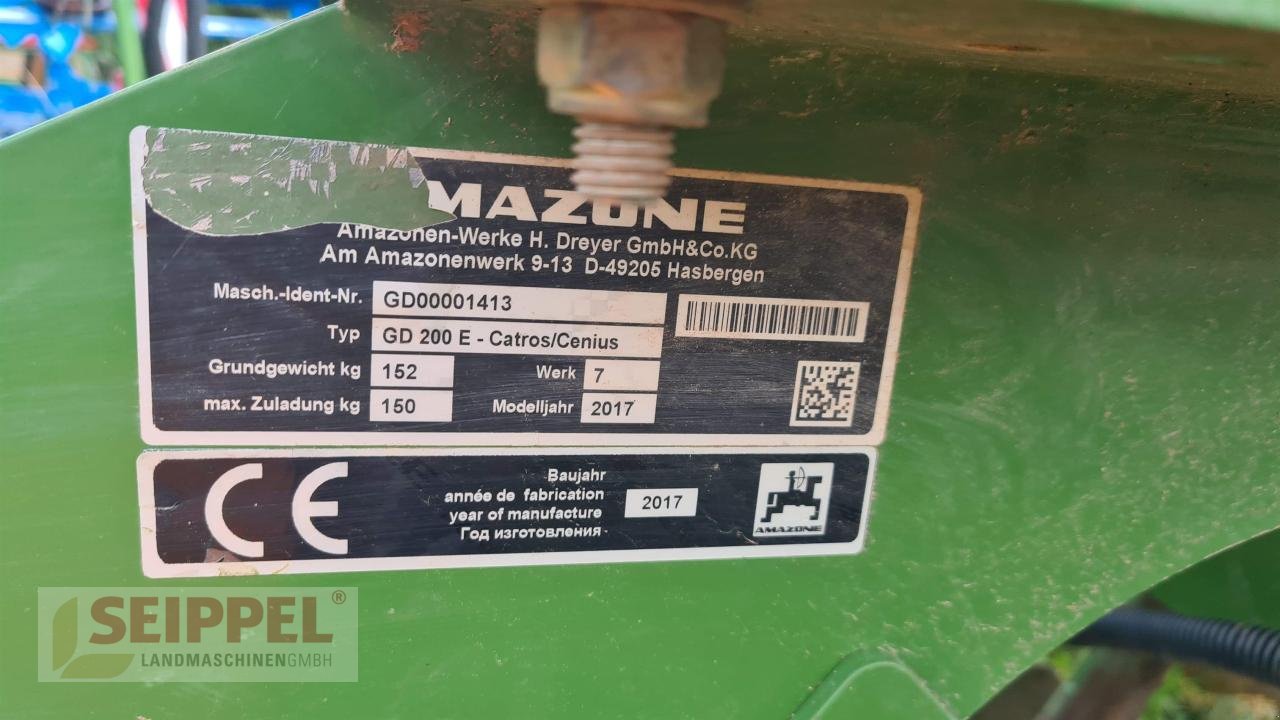 MAZONE
Amazonen-Werke H. Dreyer GmbH&Co.KG
Am Amazonenwerk 9-13 D-49205 Hasbergen
Masch.-Ident-Nr. GD00001413
Typ GD 200 E - Catros/Cenius
Grundgewicht kg 152 Werk 7
max. Zuladung kg 150 Modelljahr 2017
CE
Baujahr
année de fabrication
year of manufacture
Год изготовления
2017
AMAZONE
SEIPPEL®
LANDMASCHINENGMBH